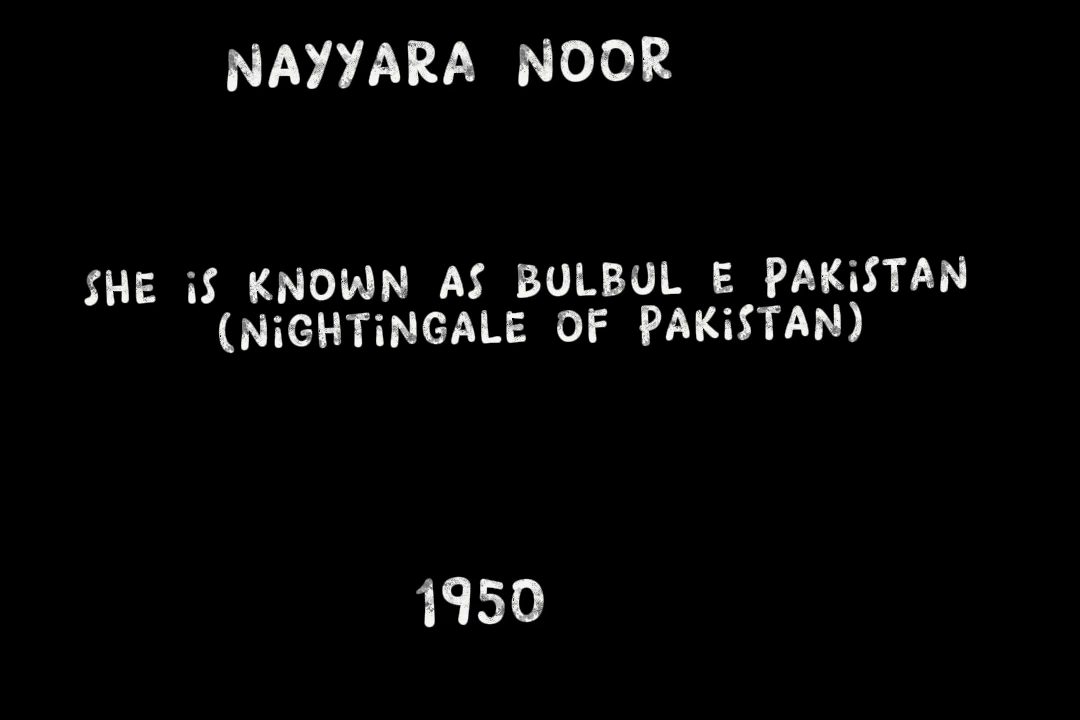 NAYYARA NOOR
SHE iS KNOWN AS BULBUL E PAKiSTAN
(NiGHTiNGALE OF PAKiSTAN)
1950